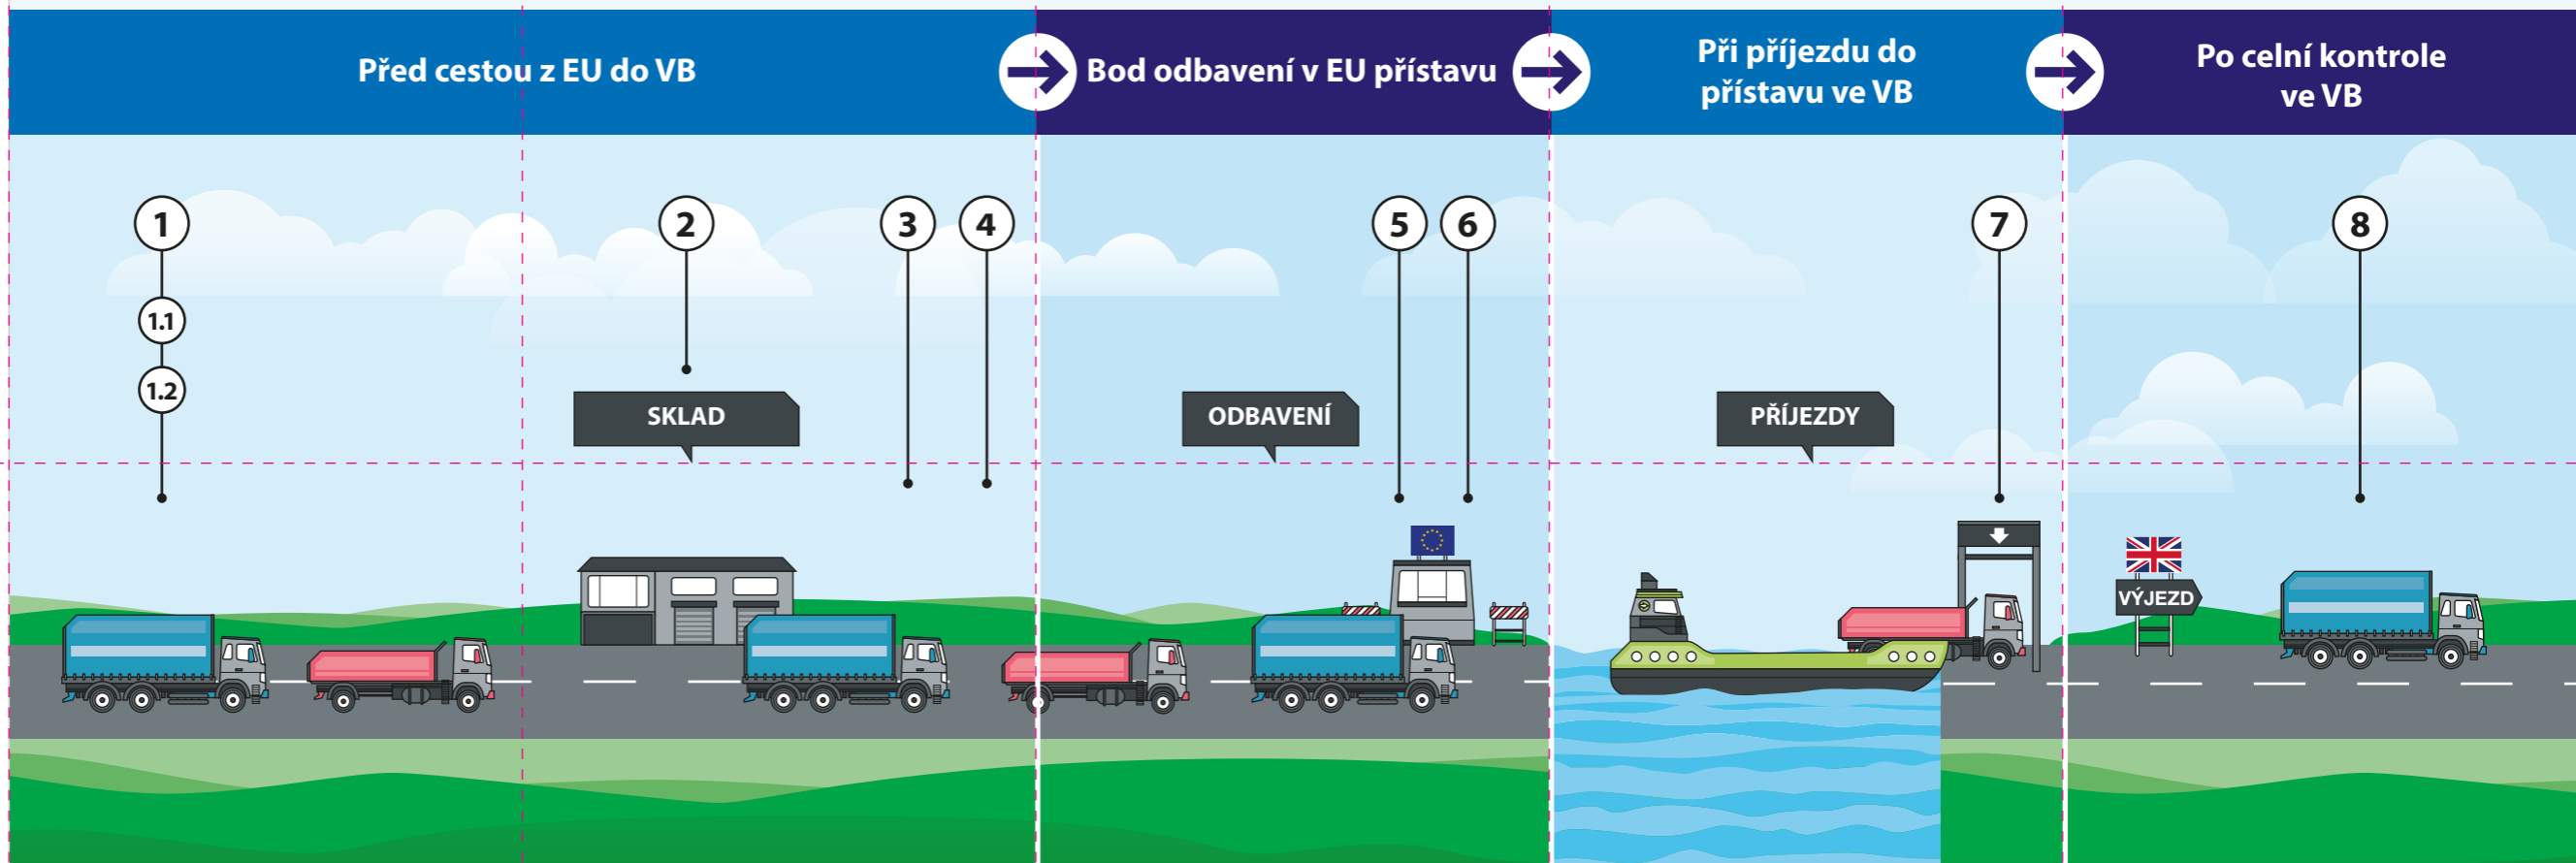 Před cestou z EU do VB
Bod odbavení v EU přístavu
Při příjezdu do
přístavu ve VB
Po celní kontrole
ve VB
1
1.1
1.2
2
3
4
5
6
7
8
SKLAD
ODBAVENÍ
PŘÍJEZDY
VÝJEZD